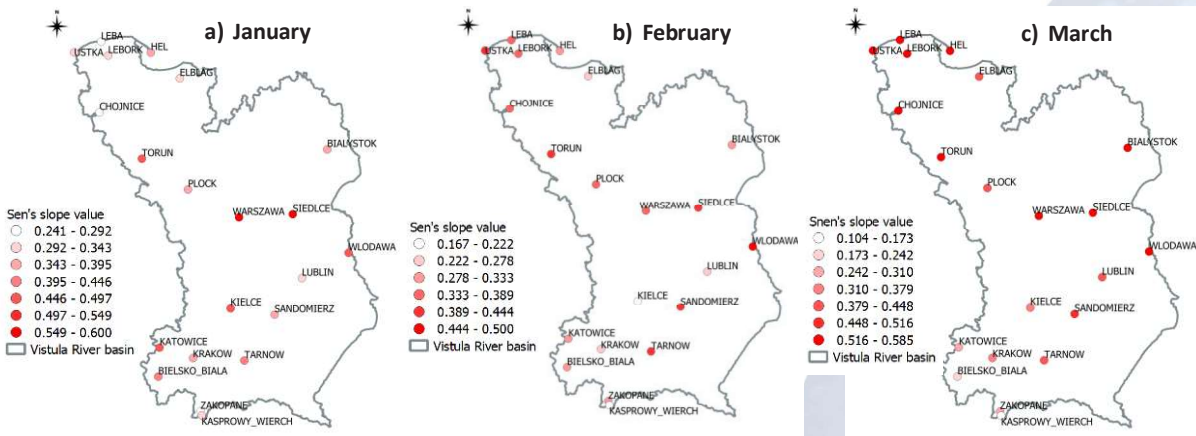 a) January
N
LEBA
USTKA
LEBORK
HEL
ELBLAG
CHOJNICE
TORUN
BIALYSTOK
PLOCK
WARSZAWA
SIEDLCE
WLODAWA
LUBLIN
KIELCE
SANDOMIERZ
KATOWICE
KRAKOW
TARNOW
BIELSKO_BIALA
ZAKOPANE
KASPROWY_WIERCH
Sen's slope value
0.241 - 0.292
0.292 - 0.343
0.343 - 0.395
0.395 - 0.446
0.446 - 0.497
0.497 - 0.549
0.549 - 0.600
Vistula River basin
b) February
N
LEBA
USTKA
LEBORK
HEL
ELBLAG
CHOJNICE
TORUN
BIALYSTOK
PLOCK
WARSZAWA
SIEDLCE
WLODAWA
LUBLIN
KIELCE
SANDOMIERZ
KATOWICE
KRAKOW
TARNOW
BIELSKO_BIALA
ZAKOPANE
KASPROWY_WIERCH
Sen's slope value
0.167 - 0.222
0.222 - 0.278
0.278 - 0.333
0.333 - 0.389
0.389 - 0.444
0.444 - 0.500
Vistula River basin
c) March
N
LEBA
USTKA
LEBORK
HEL
ELBLAG
CHOJNICE
TORUN
BIALYSTOK
PLOCK
WARSZAWA
SIEDLCE
WLODAWA
LUBLIN
KIELCE
SANDOMIERZ
KATOWICE
KRAKOW
TARNOW
BIELSKO_BIALA
ZAKOPANE
KASPROWY_WIERCH
Snen's slope value
0.104 - 0.173
0.173 - 0.242
0.242 - 0.310
0.310 - 0.379
0.379 - 0.448
0.448 - 0.516
0.516 - 0.585
Vistula River basin